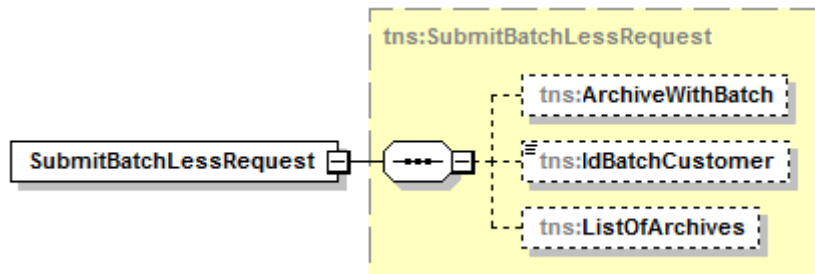 tns:SubmitBatchLessRequest
tns:ArchiveWithBatch
SubmitBatchLessRequest
tns:IdBatchCustomer
tns:ListOfArchives